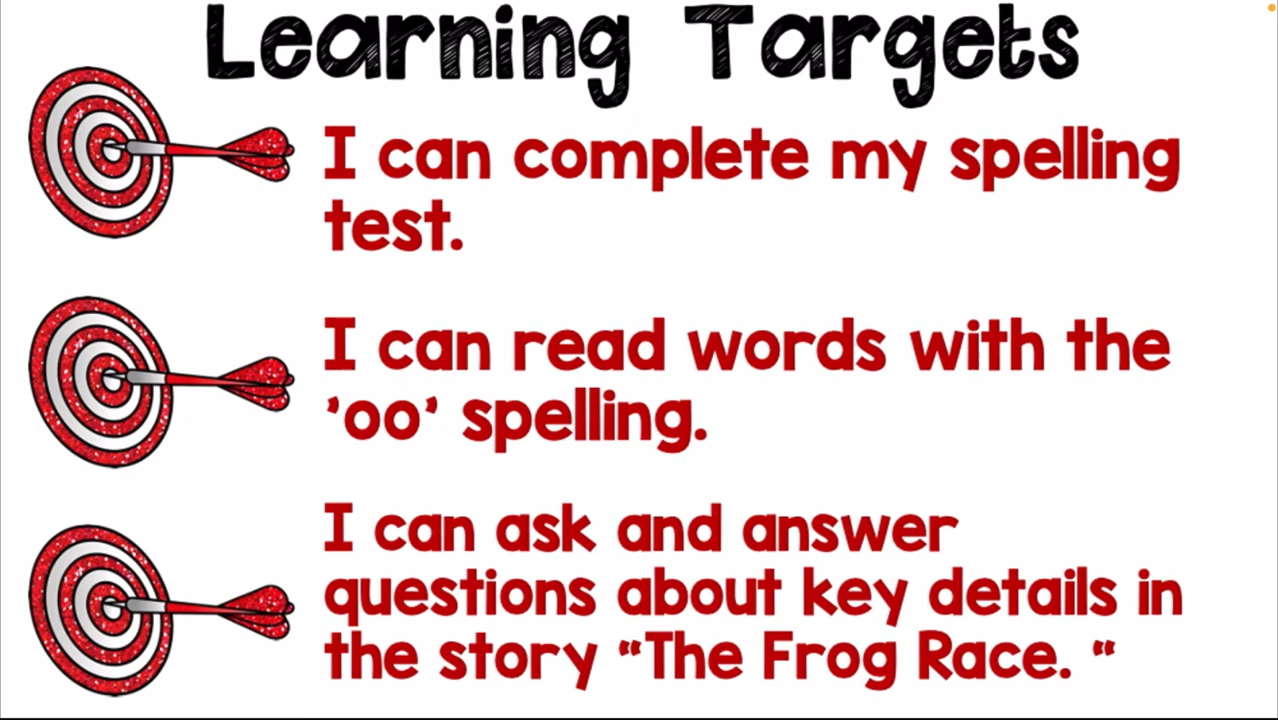 Learning Targets
I can complete my spelling
test.
I can read words with the
'oo' spelling.
I can ask and answer
questions about key details in
the story “The Frog Race. “